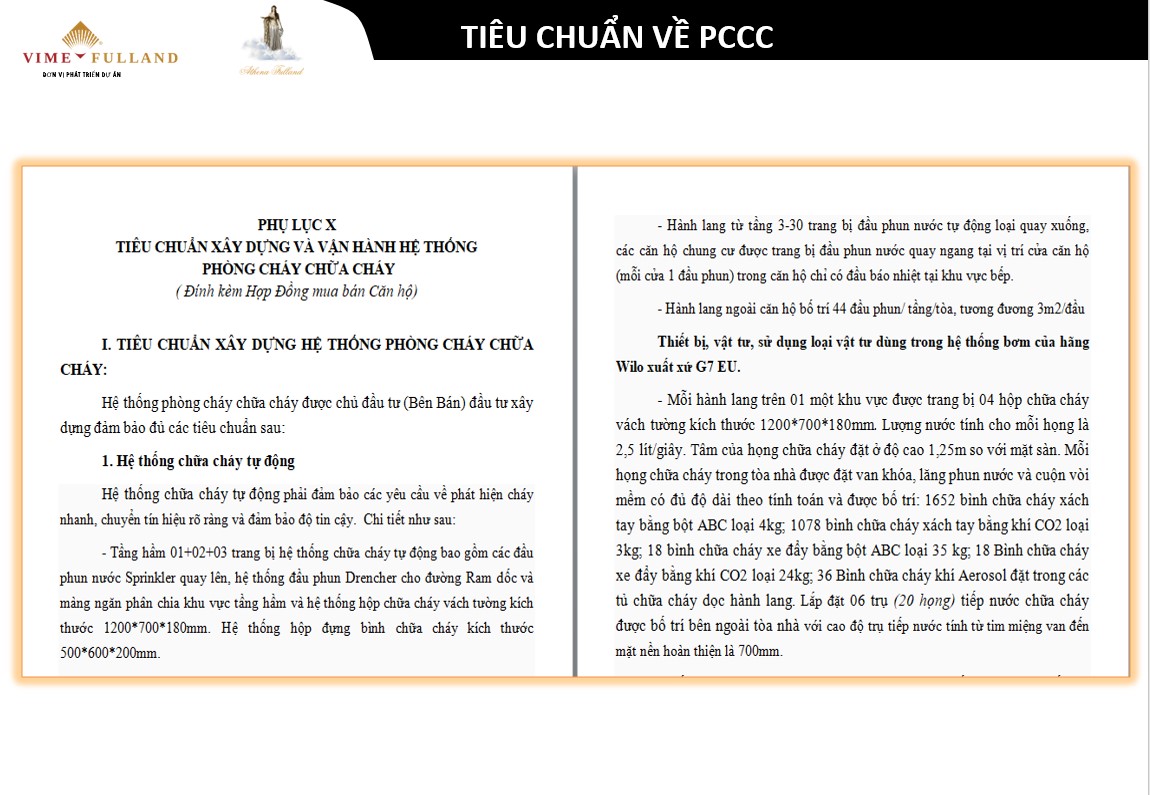 TIÊU CHUẨN VỀ PCCC
VIMEFULLAND
ĐƠN VỊ PHÁT TRIỂN DỰ ÁN
Athena Fulland
PHỤ LỤC X
TIÊU CHUẨN XÂY DỰNG VÀ VẬN HÀNH HỆ THỐNG
PHÒNG CHÁY CHỮA CHÁY
( Đính kèm Hợp Đồng mua bán Căn hộ)
I. TIÊU CHUẨN XÂY DỰNG HỆ THỐNG PHÒNG CHÁY CHỮA
CHÁY:
Hệ thống phòng cháy chữa cháy được chủ đầu tư (Bên Bán) đầu tư xây
dựng đảm bảo đủ các tiêu chuẩn sau:
1. Hệ thống chữa cháy tự động
Hệ thống chữa cháy tự động phải đảm bảo các yêu cầu về phát hiện cháy
nhanh, chuyển tín hiệu rõ ràng và đảm bảo độ tin cậy. Chi tiết như sau:
- Tầng hầm 01+02+03 trang bị hệ thống chữa cháy tự động bao gồm các đầu
phun nước Sprinkler quay lên, hệ thống đầu phun Drencher cho đường Ram dốc và
màng ngăn phân chia khu vực tầng hầm và hệ thống hộp chữa cháy vách tường kích
thước 1200*700*180mm. Hệ thống hộp đựng bình chữa cháy kích thước
500*600*200mm.
- Hành lang từ tầng 3-30 trang bị đầu phun nước tự động loại quay xuống,
các căn hộ chung cư được trang bị đầu phun nước quay ngang tại vị trí cửa căn hộ
(mỗi cửa 1 đầu phun) trong căn hộ chỉ có đầu báo nhiệt tại khu vực bếp.
- Hành lang ngoài căn hộ bố trí 44 đầu phun/ tầng/tòa, tương đương 3m2/đầu
Thiết bị, vật tư, sử dụng loại vật tư dùng trong hệ thống bơm của hãng
Wilo xuất xứ G7 EU.
- Mỗi hành lang trên 01 một khu vực được trang bị 04 hộp chữa cháy
vách tường kích thước 1200*700*180mm. Lượng nước tính cho mỗi họng là
2,5 lít/giây. Tâm của họng chữa cháy đặt ở độ cao 1,25m so với mặt sàn. Mỗi
họng chữa cháy trong tòa nhà được đặt van khóa, lăng phun nước và cuộn vòi
mềm có đủ độ dài theo tính toán và được bố trí: 1652 bình chữa cháy xách
tay bằng bột ABC loại 4kg; 1078 bình chữa cháy xách tay bằng khí CO2 loại
3kg; 18 bình chữa cháy xe đẩy bằng bột ABC loại 35 kg; 18 Bình chữa cháy
xe đẩy bằng khí CO2 loại 24kg; 36 Bình chữa cháy khí Aerosol đặt trong các
tủ chữa cháy dọc hành lang. Lắp đặt 06 trụ (20 họng) tiếp nước chữa cháy
được bố trí bên ngoài tòa nhà với cao độ trụ tiếp nước tính từ tim miệng van đến
mặt nền hoàn thiện là 700mm.